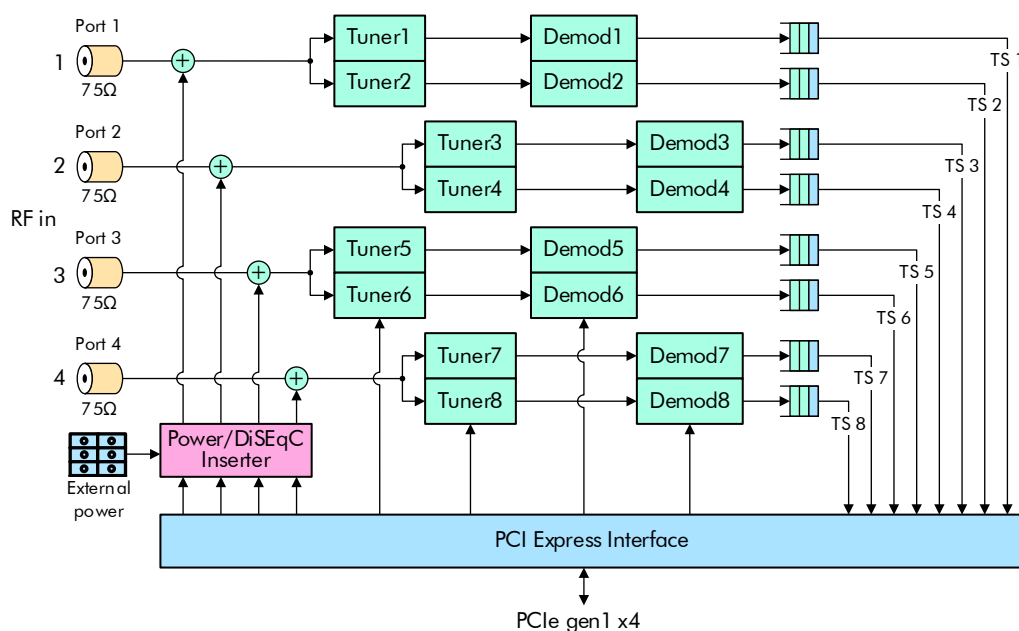 Port 1
1
75Ω
Tuner1
Demod1
Tuner2
Demod2
TS 1
TS 2
Port 2
2
75Ω
Tuner3
Demod3
Tuner4
Demod4
TS 3
TS 4
RF in
Port 3
3
75Ω
Tuner5
Demod5
Tuner6
Demod6
TS 5
TS 6
Port 4
4
75Ω
Tuner7
Demod7
Tuner8
Demod8
TS 7
TS 8
Power/DiSEqC
Inserter
External
power
PCI Express Interface
PCIe gen1 x4